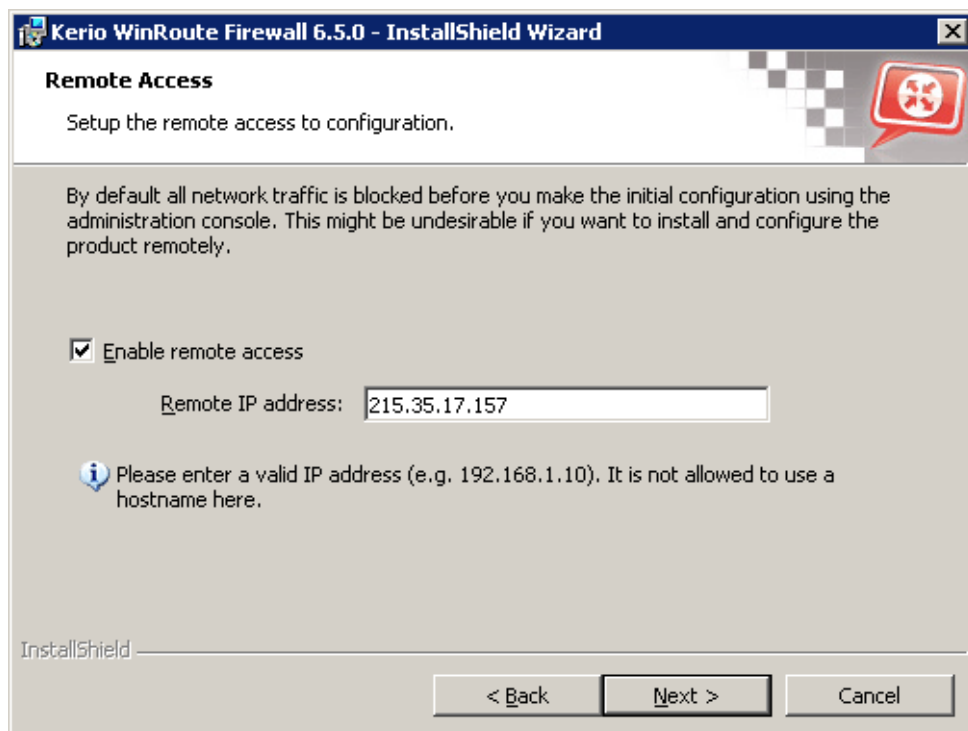 Kerio WinRoute Firewall 6.5.0 - InstallShield Wizard
Remote Access
Setup the remote access to configuration.
By default all network traffic is blocked before you make the initial configuration using the
administration console. This might be undesirable if you want to install and configure the
product remotely.
Enable remote access
Remote IP address: 215.35.17.157
Please enter a valid IP address (e.g. 192.168.1.10). It is not allowed to use a
hostname here.
InstallShield
< Back Next > Cancel